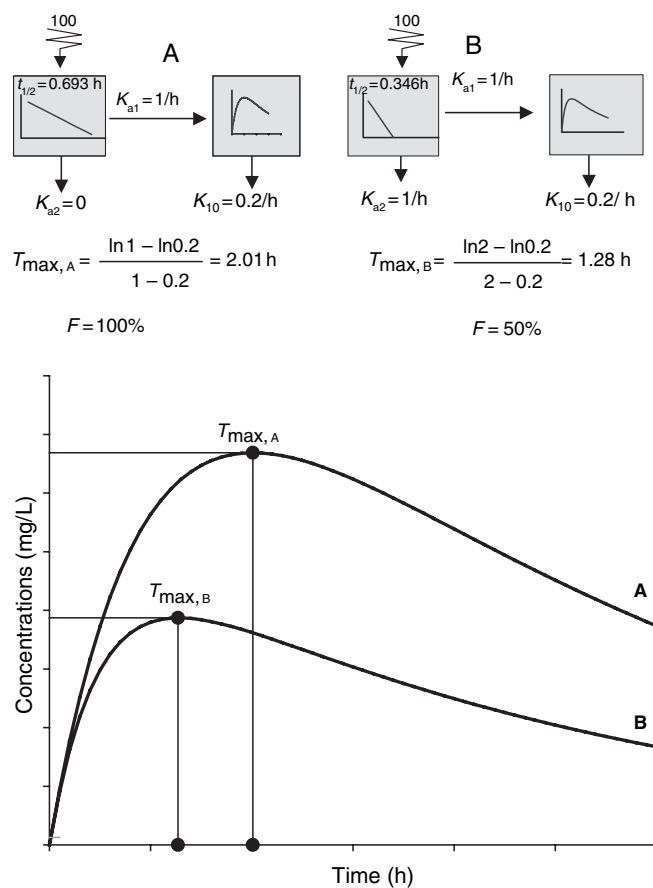 100
A
t1/2 = 0.693 h
Ka1 = 1/h
Ka2 = 0
K10 = 0.2/h
100
B
t1/2 = 0.346h
Ka1 = 1/h
Ka2 = 1/h
K10 = 0.2/ h
Tmax, A = ln 1 – ln0.2 / 1 – 0.2 = 2.01 h
Tmax, B = ln2 – ln0.2 / 2 – 0.2 = 1.28 h
F = 100%
F = 50%
Tmax, A
Tmax, B
A
B
Concentrations (mg/L)
Time (h)